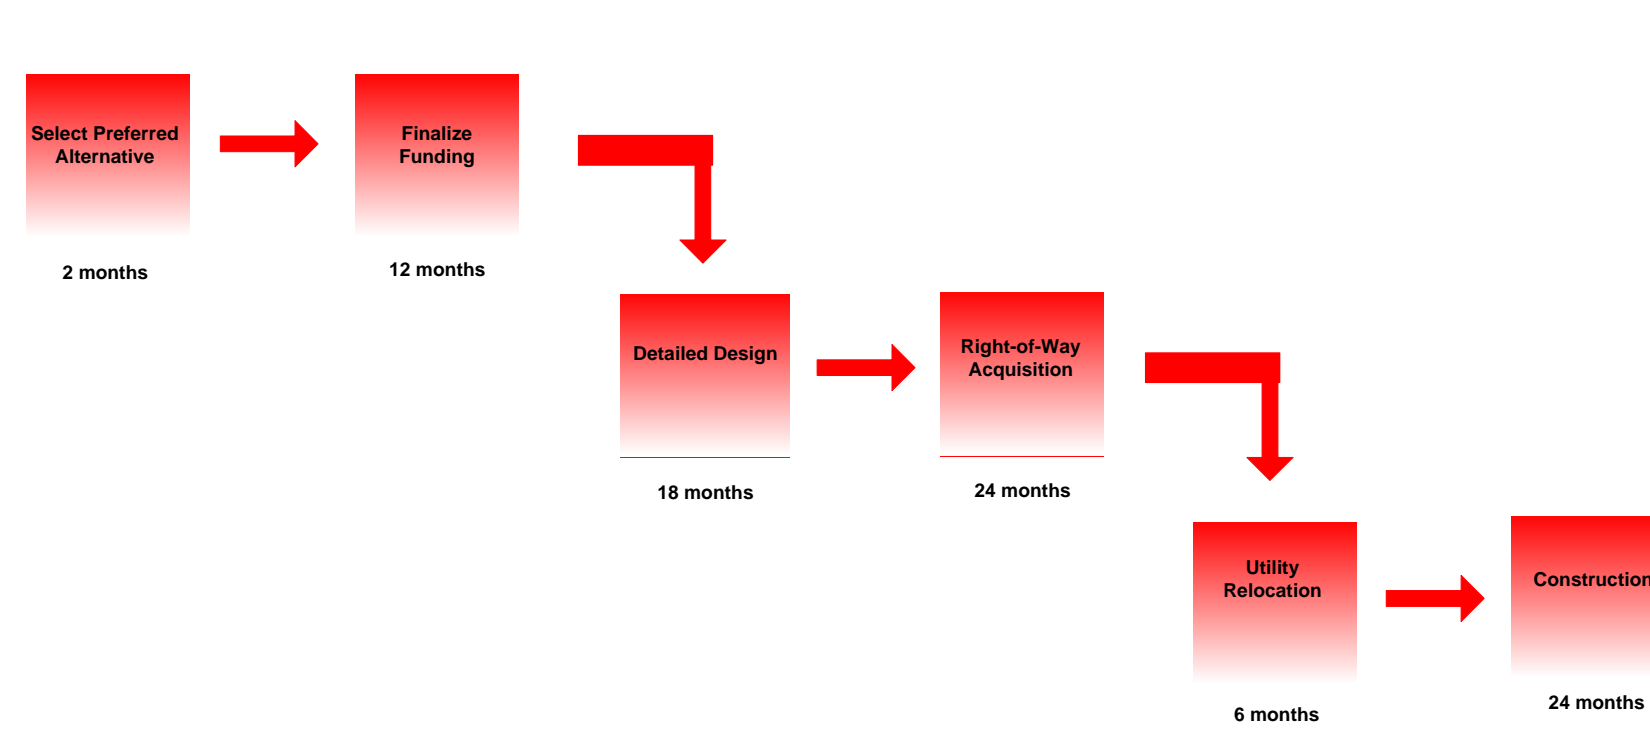 Select Preferred
Alternative
2 months
Finalize
Funding
12 months
Detailed Design
18 months
Right-of-Way
Acquisition
24 months
Utility
Relocation
6 months
Construction
24 months